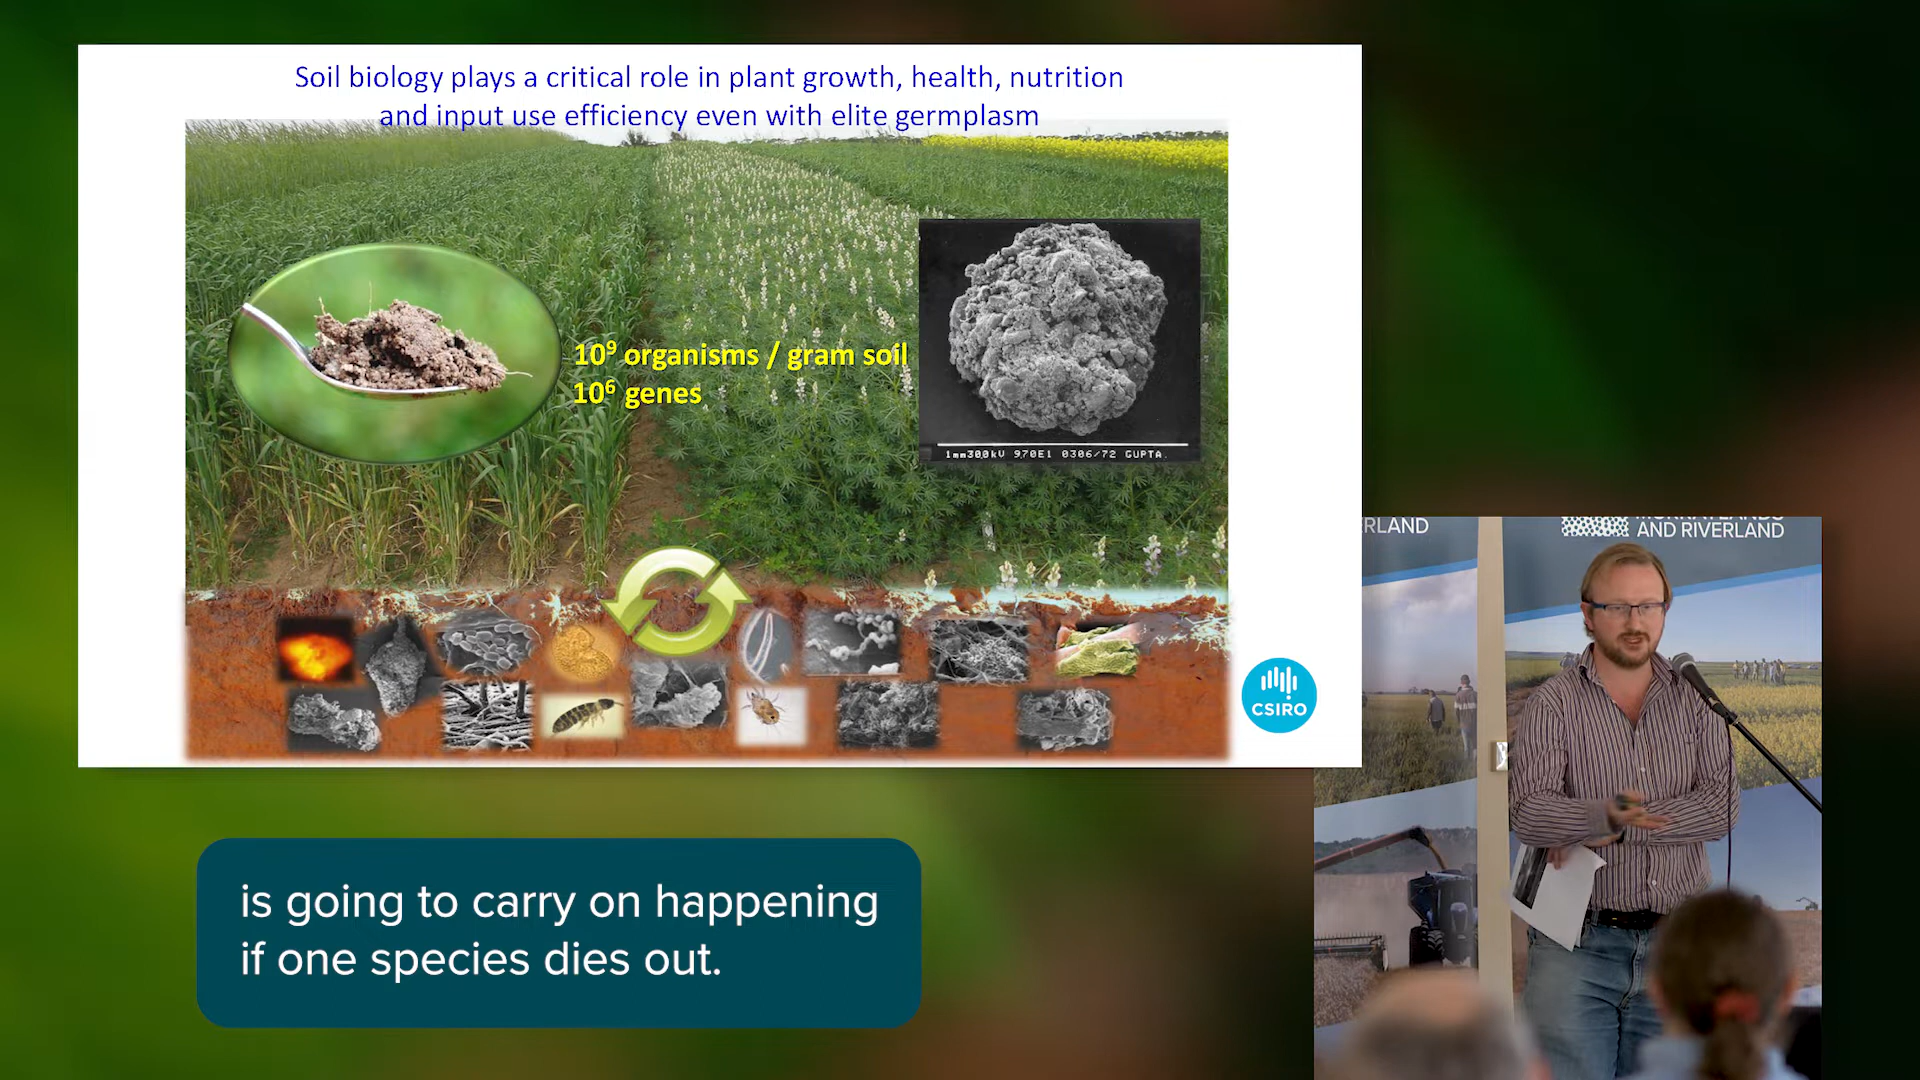 Soil biology plays a critical role in plant growth, health, nutrition
and input use efficiency even with elite germplasm
10⁹ organisms / gram soil
10⁶ genes
1mm300kV 970E1 0306/72 GUPTA
CSIRO
RLAND
AND RIVERLAND
is going to carry on happening
if one species dies out.